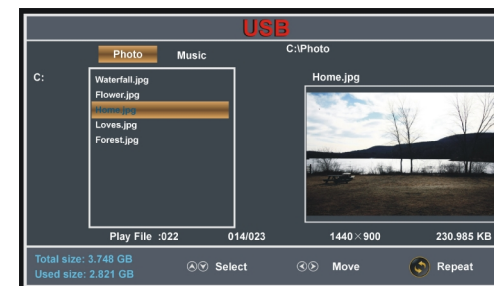 USB
Photo Music C:\Photo
C: Home.jpg
Waterfall.jpg
Flower.jpg
Home.jpg
Loves.jpg
Forest.jpg
Play File :022 014/023 1440×900 230.985 KB
Total size: 3.748 GB
Used size: 2.821 GB
Select Move Repeat